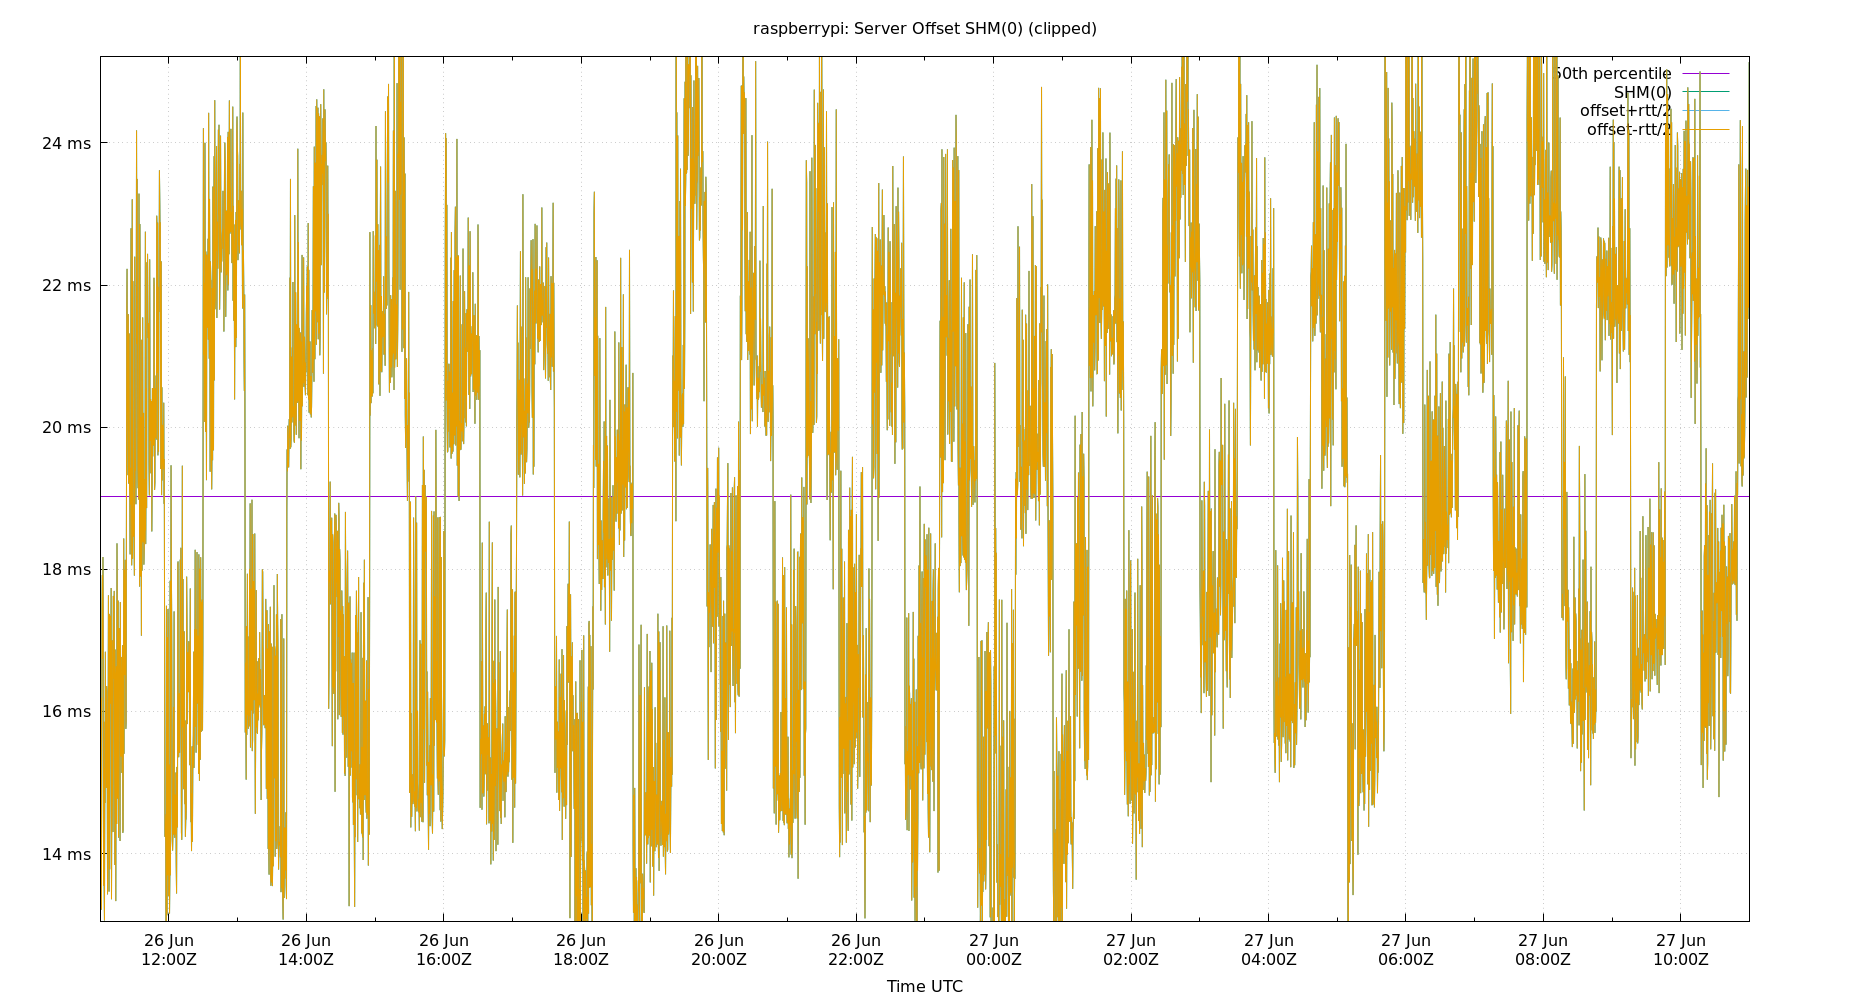 raspberrypi: Server Offset SHM(0) (clipped)
50th percentile
SHM(0)
offset+rtt/2
offset-rtt/2
24 ms
22 ms
20 ms
18 ms
16 ms
14 ms
26 Jun 26 Jun 26 Jun 26 Jun 26 Jun 26 Jun 27 Jun 27 Jun 27 Jun 27 Jun 27 Jun 27 Jun
12:00Z 14:00Z 16:00Z 18:00Z 20:00Z 22:00Z 00:00Z 02:00Z 04:00Z 06:00Z 08:00Z 10:00Z
Time UTC